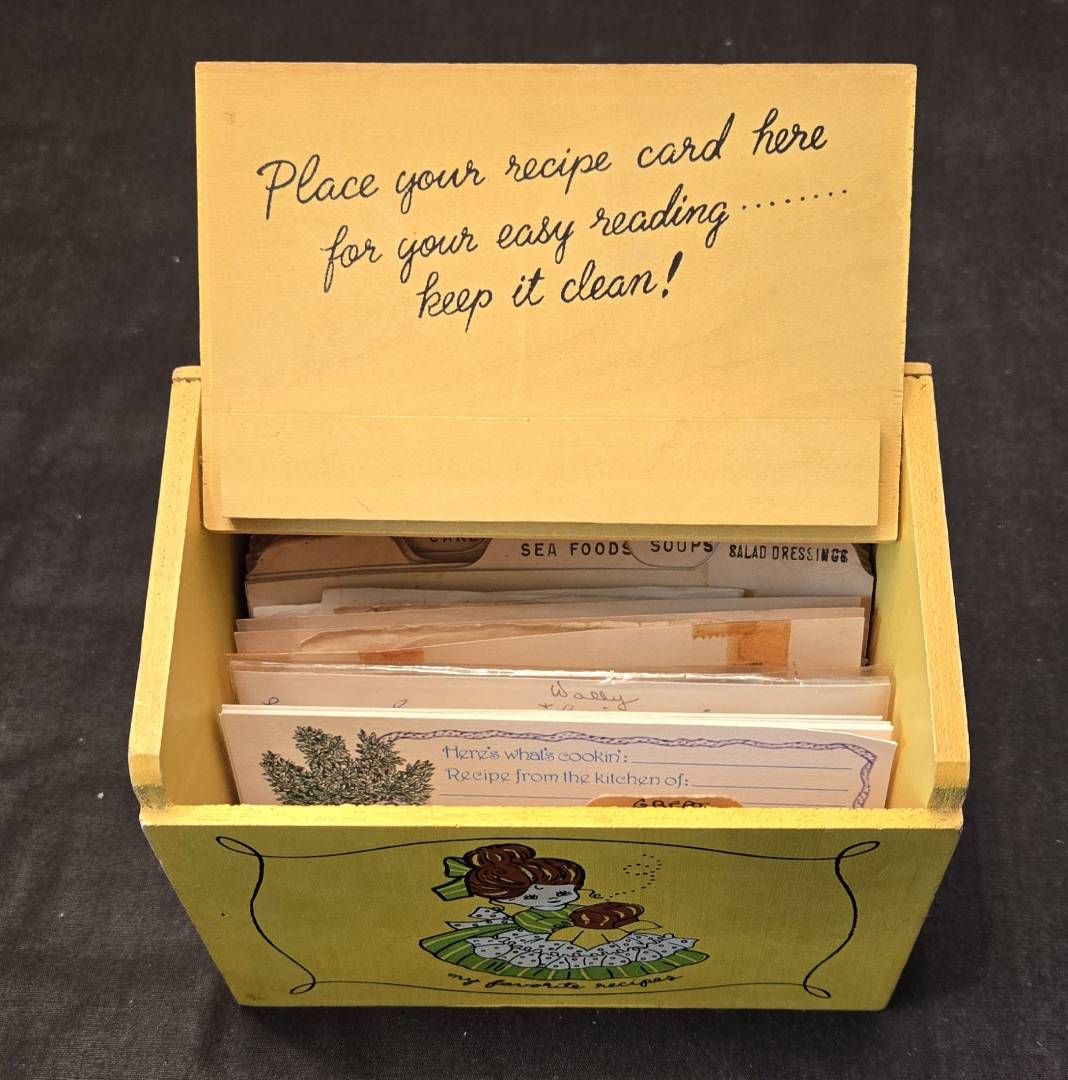 Place your recipe card here
for your easy reading.........
keep it clean!
SEA FOODS SOUPS SALAD DRESSINGS
Wally
Here's what's cookin':
Recipe from the kitchen of:
GREAT
my favorite recipes